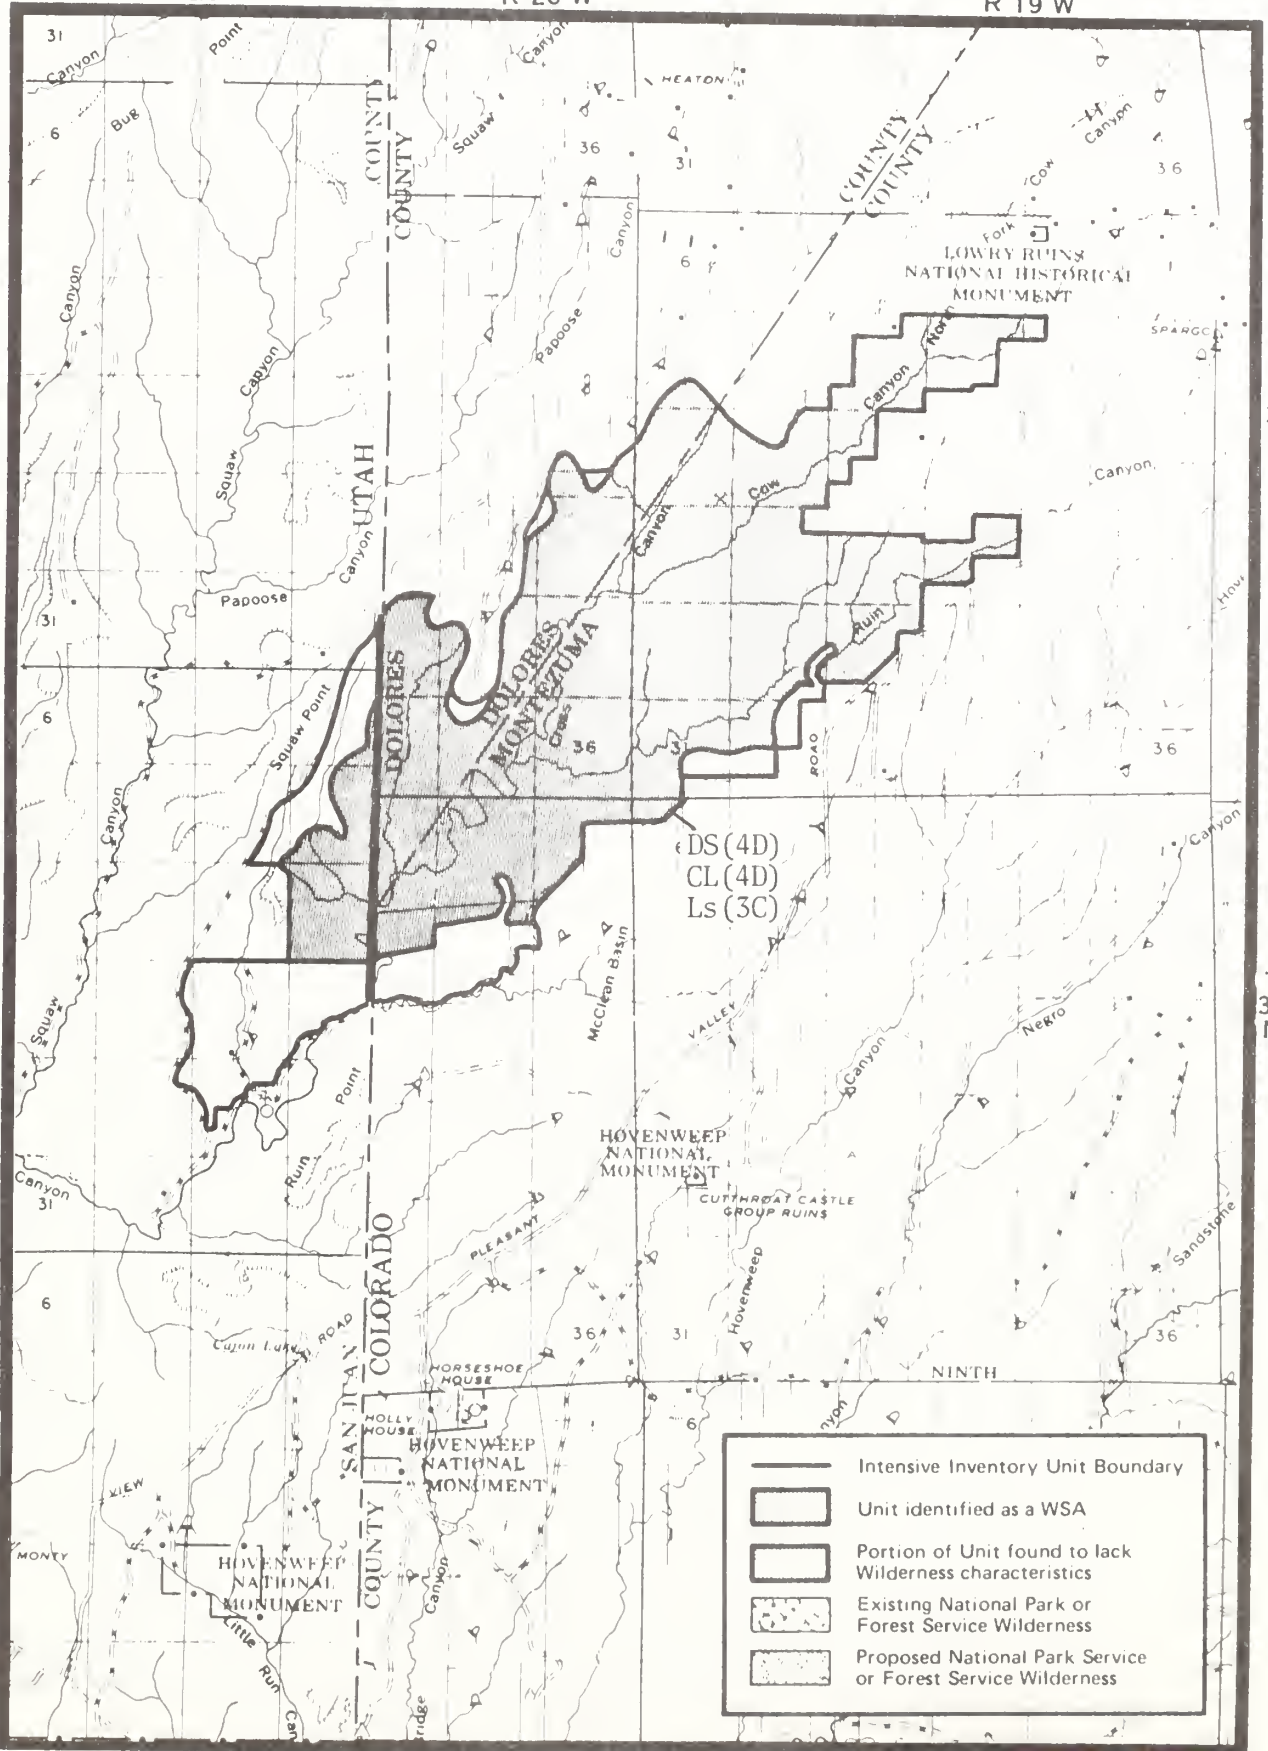 R 19 W
31
Canyon
Point
Bug
6
COUNTY
COUNTY
Squaw
Canyon
HEATON
36
31
COUNTY
COUNTY
Canyon
Cow
36
Fork
LOWRY RUINS
NATIONAL HISTORICAL
MONUMENT
Canyon
6
Canyon
Papoose
North
SPARGO
Canyon
Canyon
Squaw
UTAH
Canyon
Cow
Canyon
Canyon
Papoose
31
DOLORES
DOLORES
MONTEZUMA
Ruin
6
Squaw Point
Cross
36
ROAD
36
Canyon
Canyon
DS (4D)
CL (4D)
Ls (3C)
McClean Basin
Squaw
VALLEY
Negro
Canyon
Point
Ruin
HOVENWEEP
NATIONAL
MONUMENT
CUTTHROAT CASTLE
GROUP RUINS
Canyon
31
PLEASANT
Hovenweep
Sandstone
6
COLORADO
Cajon Lake
ROAD
36
31
36
SAN JUAN
HORSESHOE
HOUSE
NINTH
6
HOLLY
HOUSE
HOVENWEEP
NATIONAL
MONUMENT
VIEW
MONTY
HOVENWEEP
NATIONAL
MONUMENT
COUNTY
Canyon
Little
Run
Intensive Inventory Unit Boundary
Unit identified as a WSA
Portion of Unit found to lack
Wilderness characteristics
Existing National Park or
Forest Service Wilderness
Proposed National Park Service
or Forest Service Wilderness